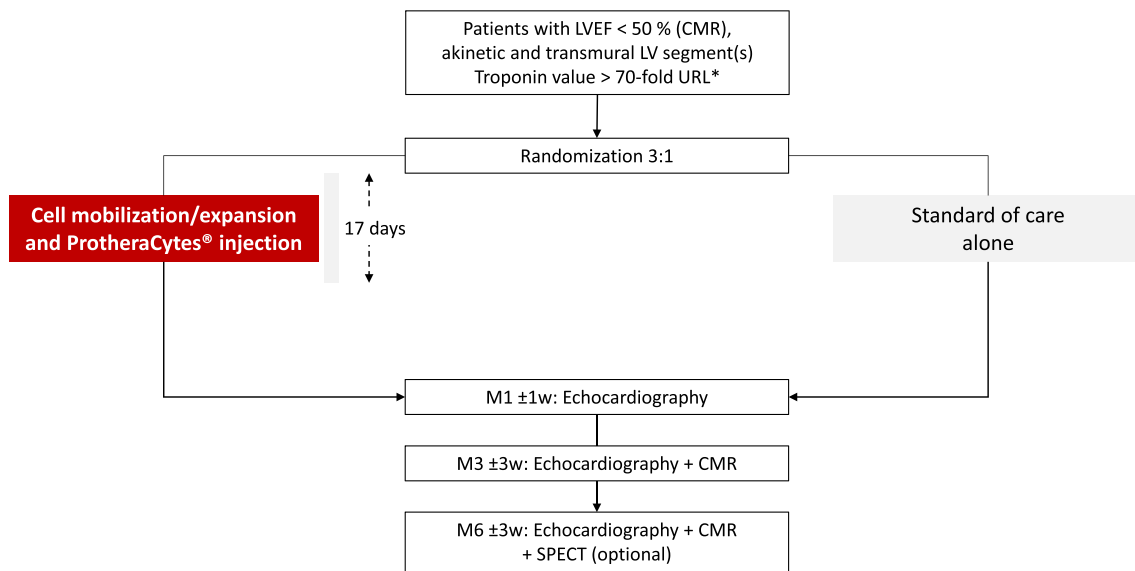 Patients with LVEF < 50 % (CMR),
akinetic and transmural LV segment(s)
Troponin value > 70-fold URL*
Randomization 3:1
Cell mobilization/expansion
and ProtheraCytes® injection
17 days
Standard of care
alone
M1 ±1w: Echocardiography
M3 ±3w: Echocardiography + CMR
M6 ±3w: Echocardiography + CMR
+ SPECT (optional)